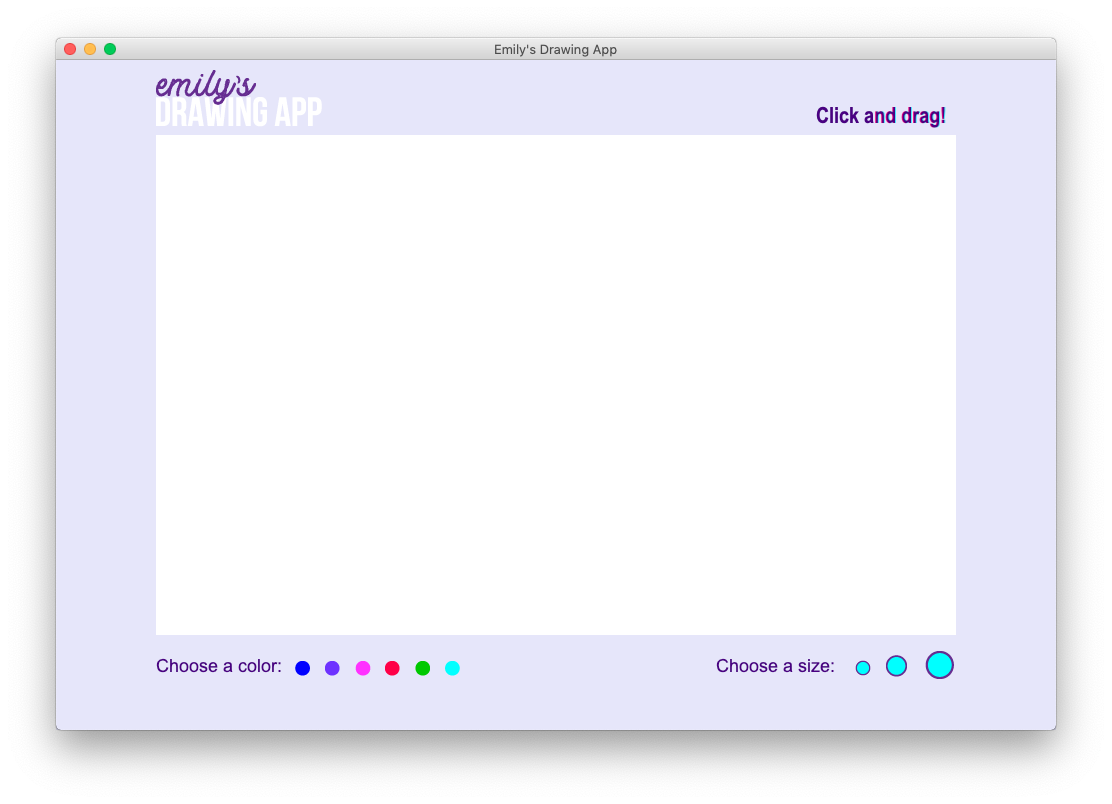 Emily's Drawing App
emily's
DRAWING APP
Click and drag!
Choose a color:
Choose a size: